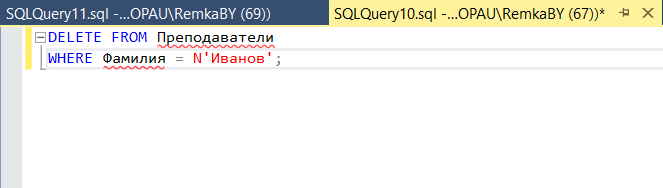 SQLQuery11.sql -...OPAU\RemkaBY (69)) SQLQuery10.sql -...OPAU\RemkaBY (67))*
DELETE FROM Преподаватели
WHERE Фамилия = N'Иванов';